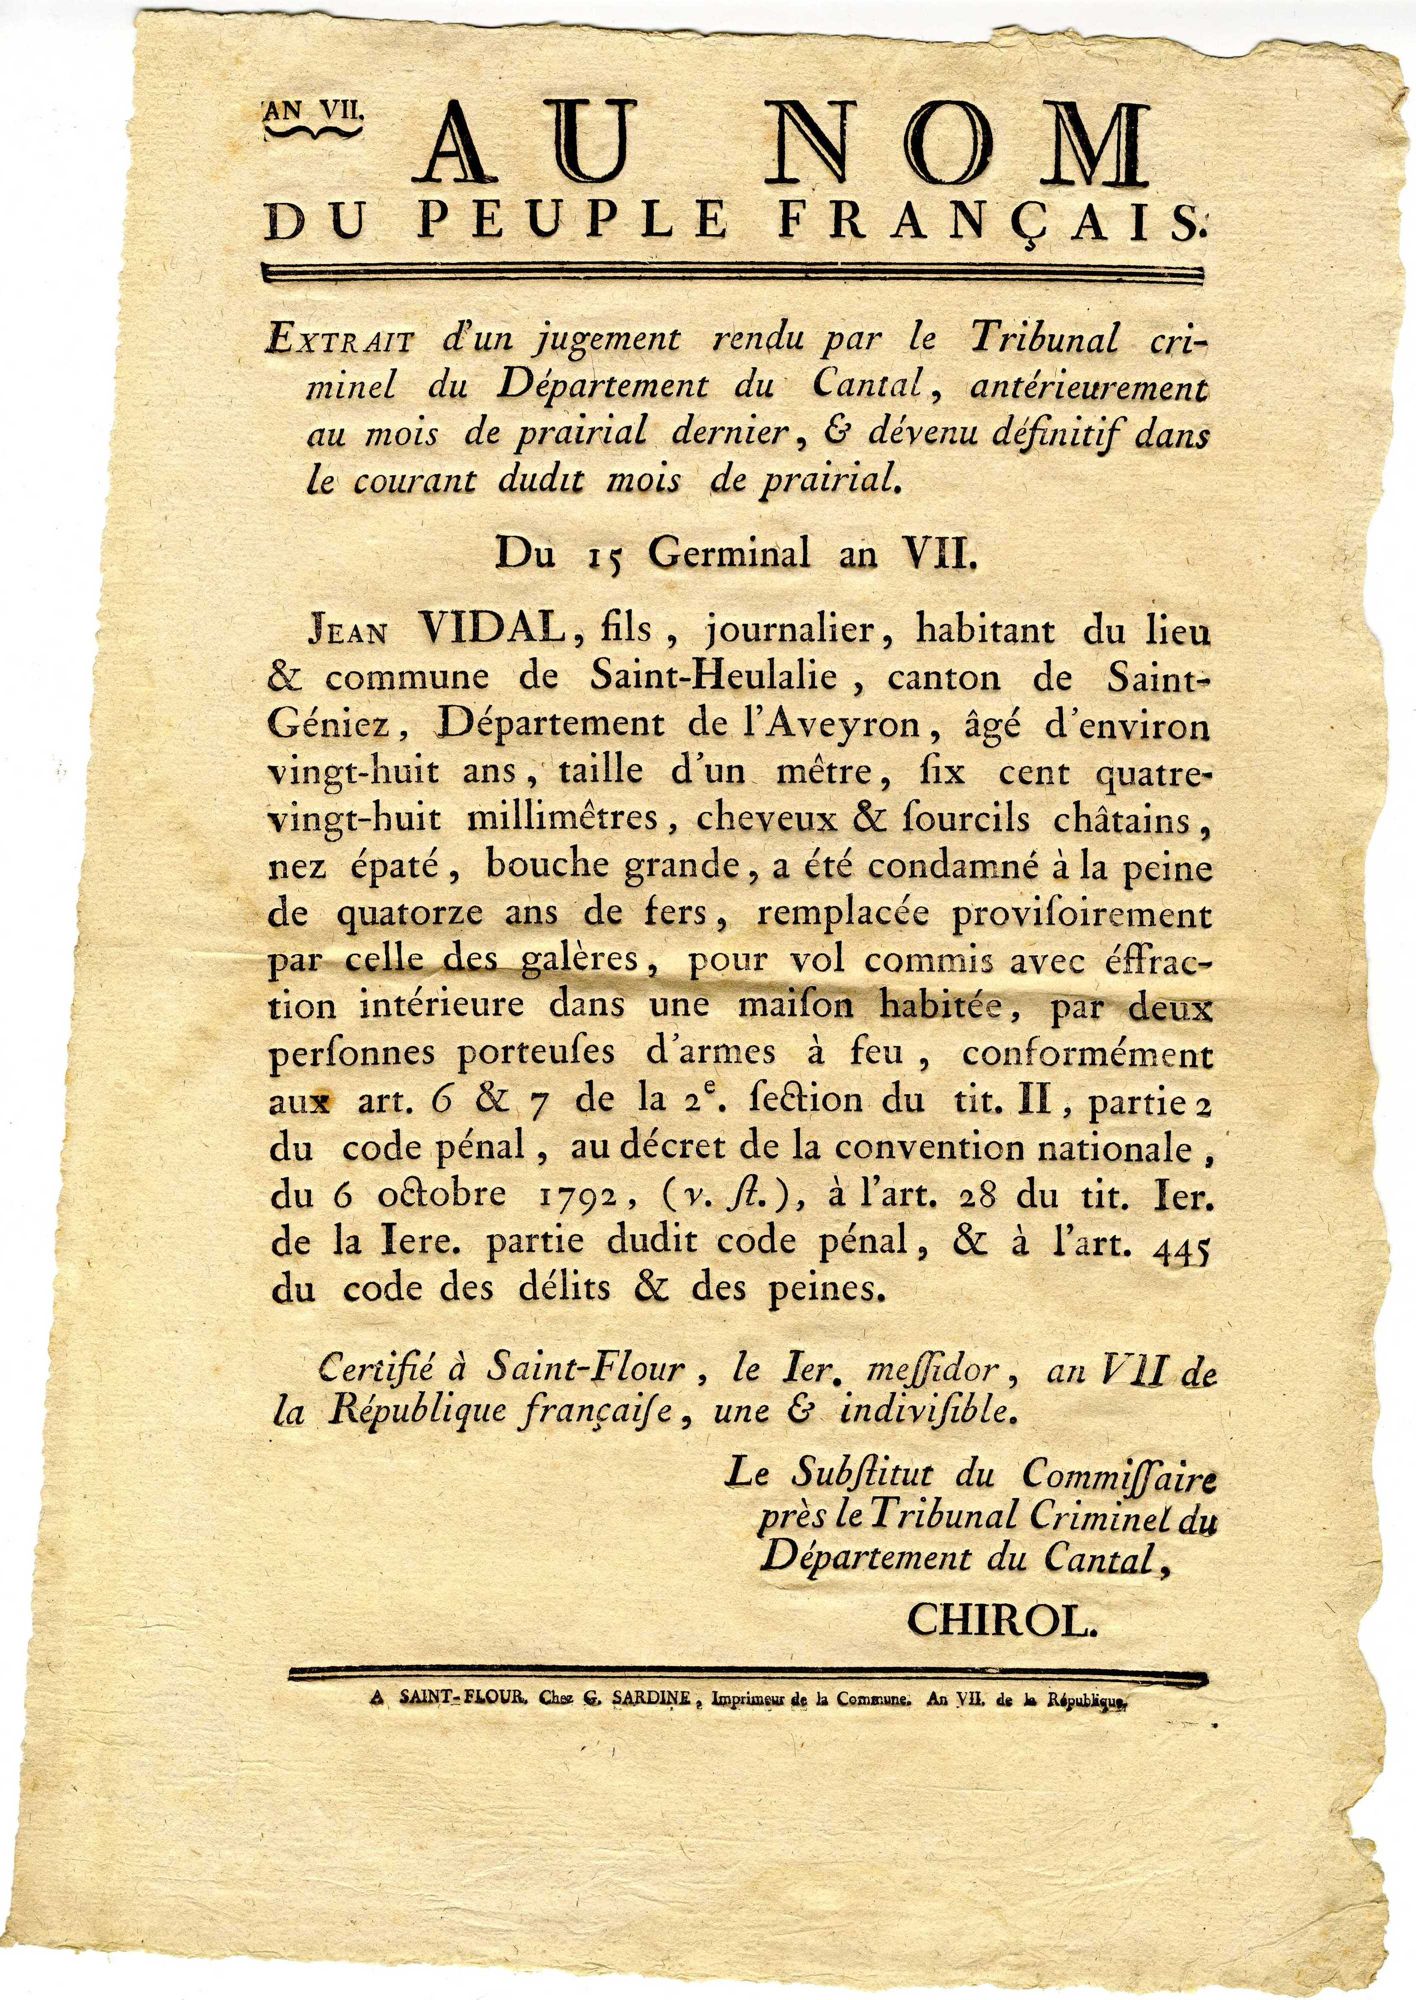 AN VII.
AU NOM
DU PEUPLE FRANÇAIS.
EXTRAIT d'un jugement rendu par le Tribunal cri-
minel du Département du Cantal, antérieurement
au mois de prairial dernier, & dévenu définitif dans
le courant dudit mois de prairial.
Du 15 Germinal an VII.
JEAN VIDAL, fils, journalier, habitant du lieu
& commune de Saint-Heulalie, canton de Saint-
Géniez, Département de l'Aveyron, âgé d'environ
vingt-huit ans, taille d'un mêtre, ſix cent quatre-
vingt-huit millimêtres, cheveux & ſourcils châtains,
nez épaté, bouche grande, a été condamné à la peine
de quatorze ans de fers, remplacée proviſoirement
par celle des galères, pour vol commis avec éffrac-
tion intérieure dans une maiſon habitée, par deux
perſonnes porteuſes d'armes à feu, conformément
aux art. 6 & 7 de la 2e. ſection du tit. II, partie 2
du code pénal, au décret de la convention nationale,
du 6 octobre 1792, (v. ſt.), à l'art. 28 du tit. Ier.
de la Iere. partie dudit code pénal, & à l'art. 445
du code des délits & des peines.
Certifié à Saint-Flour, le Ier. meſſidor, an VII de
la République françaiſe, une & indiviſible.
Le Subſtitut du Commiſſaire
près le Tribunal Criminel du
Département du Cantal,
CHIROL.
A SAINT-FLOUR, Chez G. SARDINE, Imprimeur de la Commune. An VII. de la République.